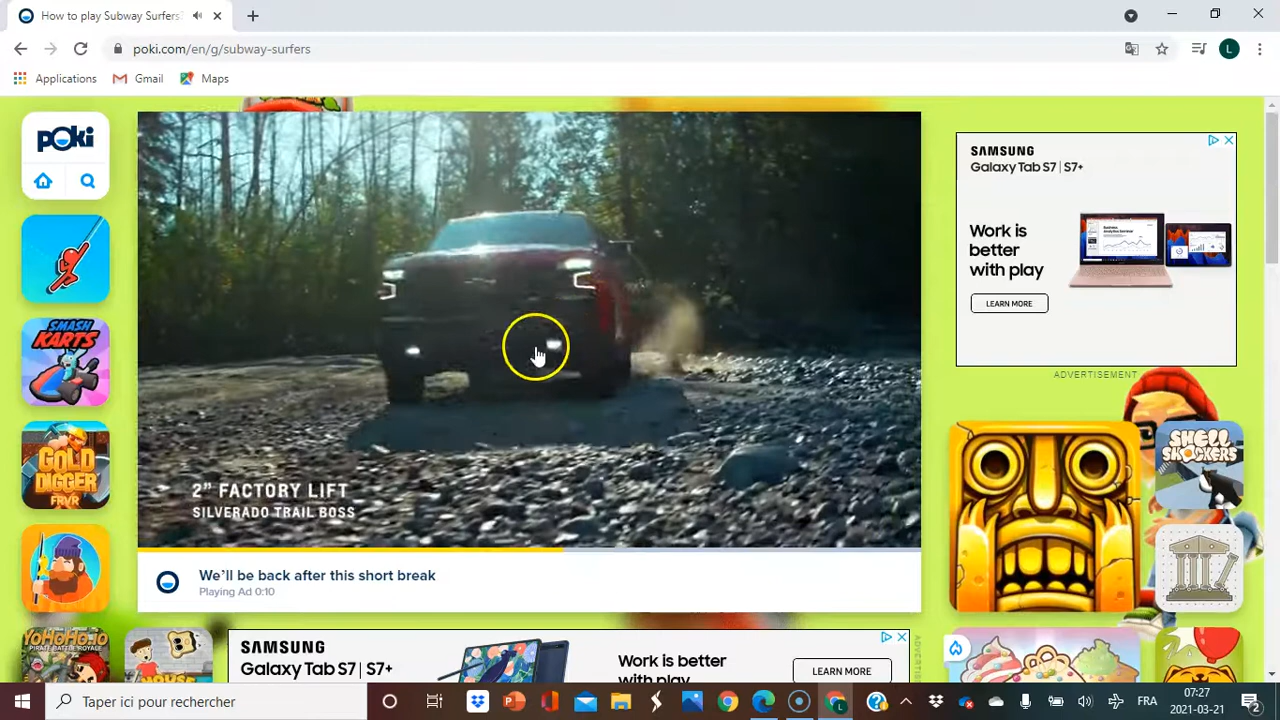 How to play Subway Surfers?
poki.com/en/g/subway-surfers
L
Applications
Gmail
Maps
poki
SMASH KARTS
GOLD DIGGER
FRVR
YoHoHo.io
PIRATE BATTLE ROYALE
2” FACTORY LIFT
SILVERADO TRAIL BOSS
We’ll be back after this short break
Playing Ad 0:10
SAMSUNG
Galaxy Tab S7 | S7+
Work is
better
with play
LEARN MORE
ADVERTISEMENT
SHELL
SHOCKERS
SAMSUNG
Galaxy Tab S7 | S7+
Work is better
with play
LEARN MORE
Taper ici pour rechercher
FRA
07:27
2021-03-21
2